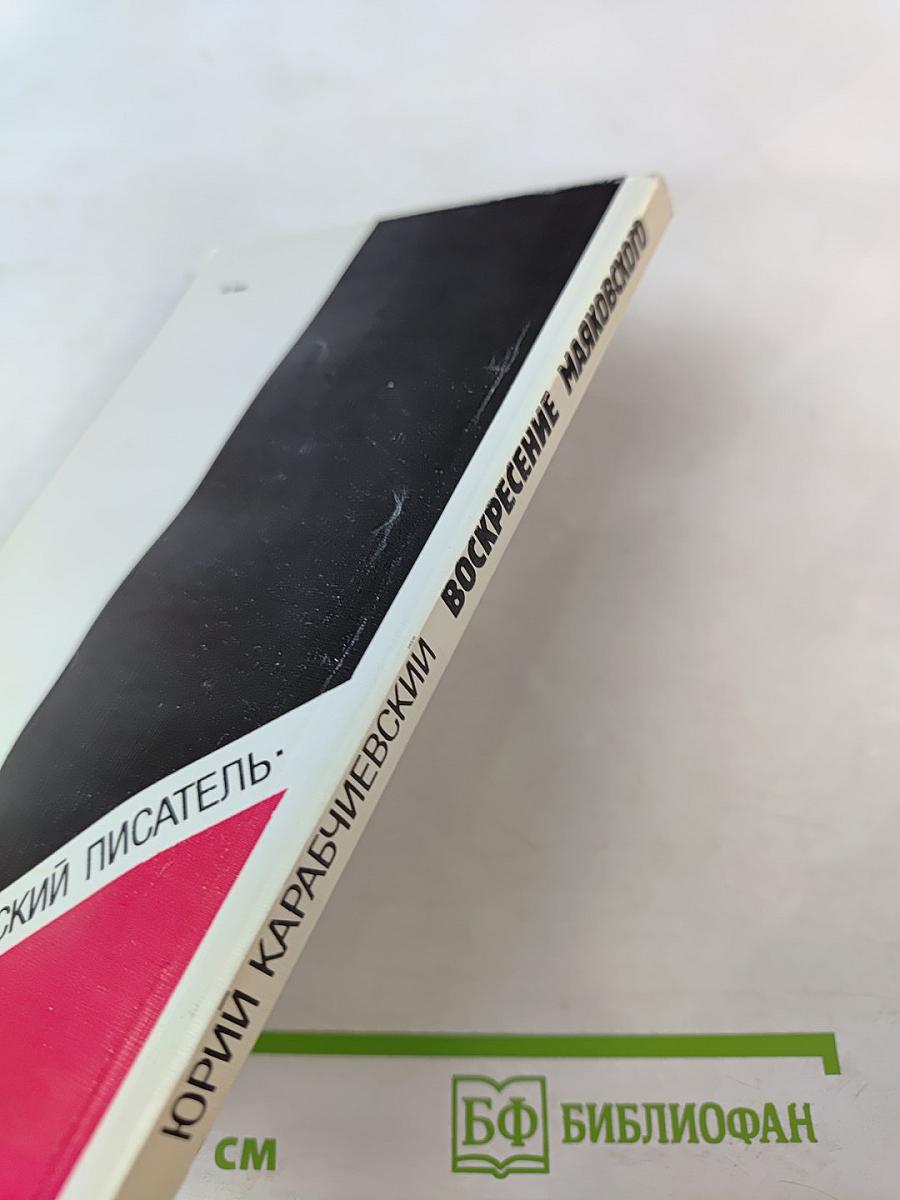 ЮРИЙ КАРАБЧИЕВСКИЙ ВОСКРЕСЕНИЕ МАЯКОВСКОГО
СКИЙ ПИСАТЕЛЬ·
см
БФ БИБЛИОФАН